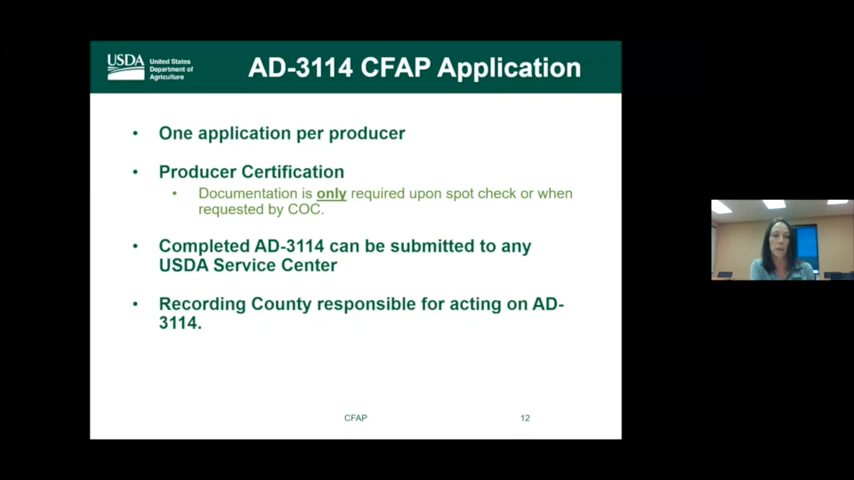 USDA
United States
Department of
Agriculture
AD-3114 CFAP Application
• One application per producer
• Producer Certification
• Documentation is only required upon spot check or when
requested by COC.
• Completed AD-3114 can be submitted to any
USDA Service Center
• Recording County responsible for acting on AD-
3114.
CFAP
12